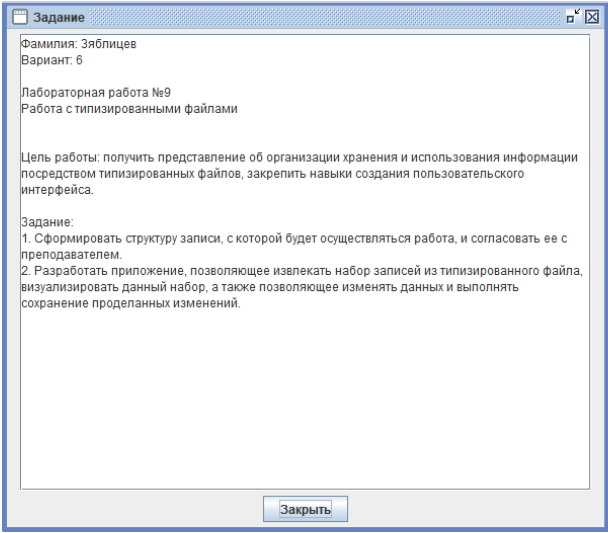 Задание
Фамилия: Зяблицев
Вариант: 6
Лабораторная работа №9
Работа с типизированными файлами
Цель работы: получить представление об организации хранения и использования информации
посредством типизированных файлов, закрепить навыки создания пользовательского
интерфейса.
Задание:
1. Сформировать структуру записи, с которой будет осуществляться работа, и согласовать ее с
преподавателем.
2. Разработать приложение, позволяющее извлекать набор записей из типизированного файла,
визуализировать данный набор, а также позволяющее изменять данных и выполнять
сохранение проделанных изменений.
Закрыть